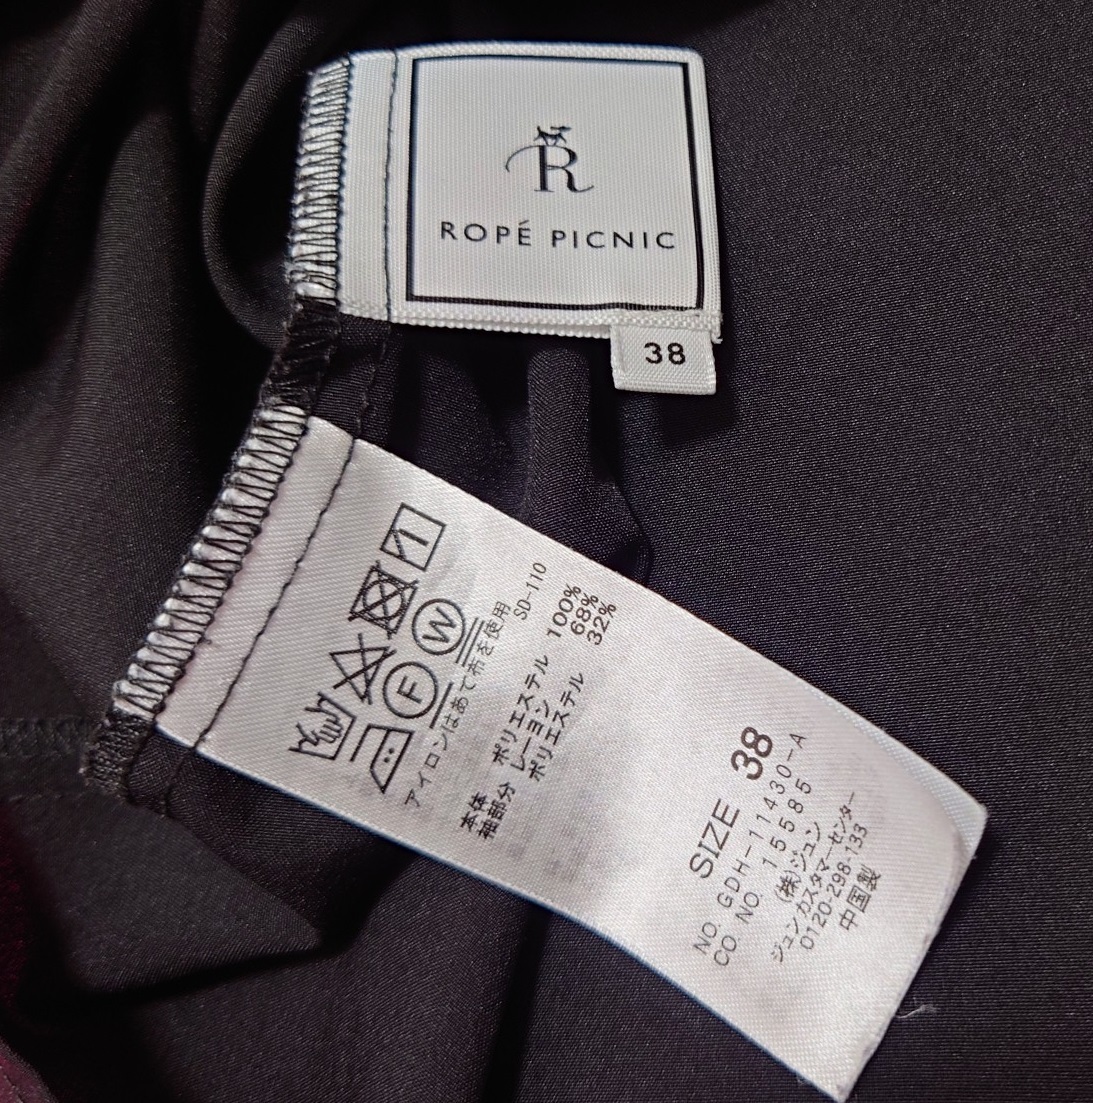 R
ROPÉ PICNIC
38
F
W
アイロンはあて布を使用
SD-110
本体 ポリエステル 100%
袖部分 レーヨン 68%
ポリエステル 32%
SIZE 38
NO. GDH-11430-A
CO. NO. 15585
(株)ジュン
ジュン カスタマーセンター
0120-298-133
中国製